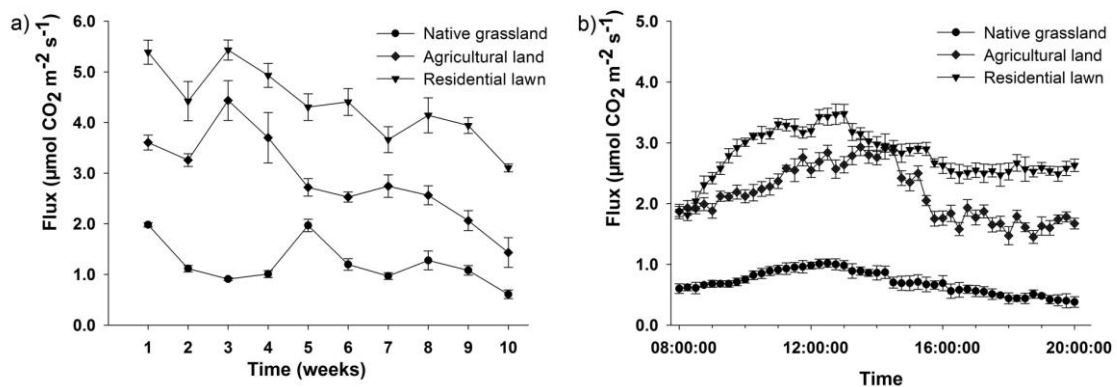 a)
6.0
5.0
4.0
3.0
2.0
1.0
0.0
Flux (µmol CO2 m-2 s-1)
Native grassland
Agricultural land
Residential lawn
1 2 3 4 5 6 7 8 9 10
Time (weeks)
b)
5.0
4.0
3.0
2.0
1.0
0.0
Flux (µmol CO2 m-2 s-1)
Native grassland
Agricultural land
Residential lawn
08:00:00 12:00:00 16:00:00 20:00:00
Time